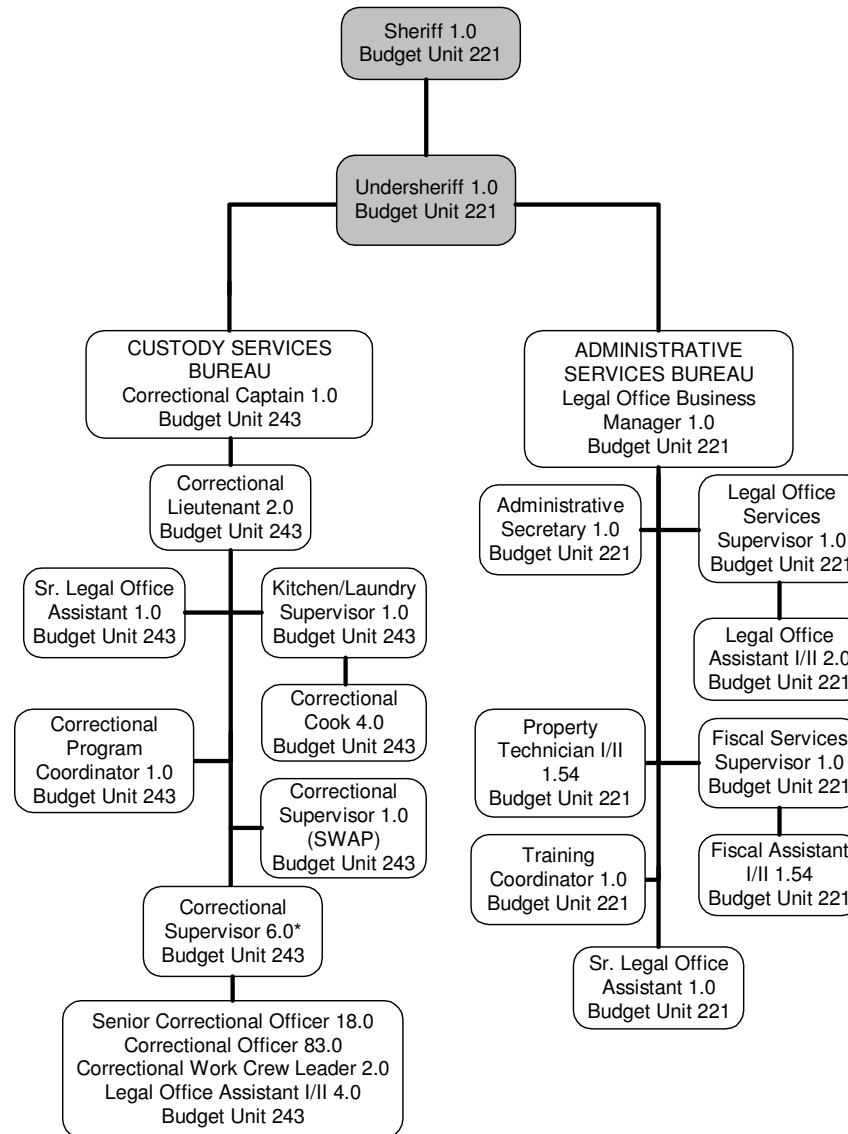 Sheriff 1.0
Budget Unit 221
Undersheriff 1.0
Budget Unit 221
CUSTODY SERVICES
BUREAU
Correctional Captain 1.0
Budget Unit 243
ADMINISTRATIVE
SERVICES BUREAU
Legal Office Business
Manager 1.0
Budget Unit 221
Correctional
Lieutenant 2.0
Budget Unit 243
Sr. Legal Office
Assistant 1.0
Budget Unit 243
Kitchen/Laundry
Supervisor 1.0
Budget Unit 243
Correctional
Cook 4.0
Budget Unit 243
Correctional
Program
Coordinator 1.0
Budget Unit 243
Correctional
Supervisor 1.0
(SWAP)
Budget Unit 243
Correctional
Supervisor 6.0*
Budget Unit 243
Senior Correctional Officer 18.0
Correctional Officer 83.0
Correctional Work Crew Leader 2.0
Legal Office Assistant I/II 4.0
Budget Unit 243
Administrative
Secretary 1.0
Budget Unit 221
Legal Office
Services
Supervisor 1.0
Budget Unit 221
Legal Office
Assistant I/II 2.0
Budget Unit 221
Property
Technician I/II
1.54
Budget Unit 221
Fiscal Services
Supervisor 1.0
Budget Unit 221
Fiscal Assistant
I/II 1.54
Budget Unit 221
Training
Coordinator 1.0
Budget Unit 221
Sr. Legal Office
Assistant 1.0
Budget Unit 221